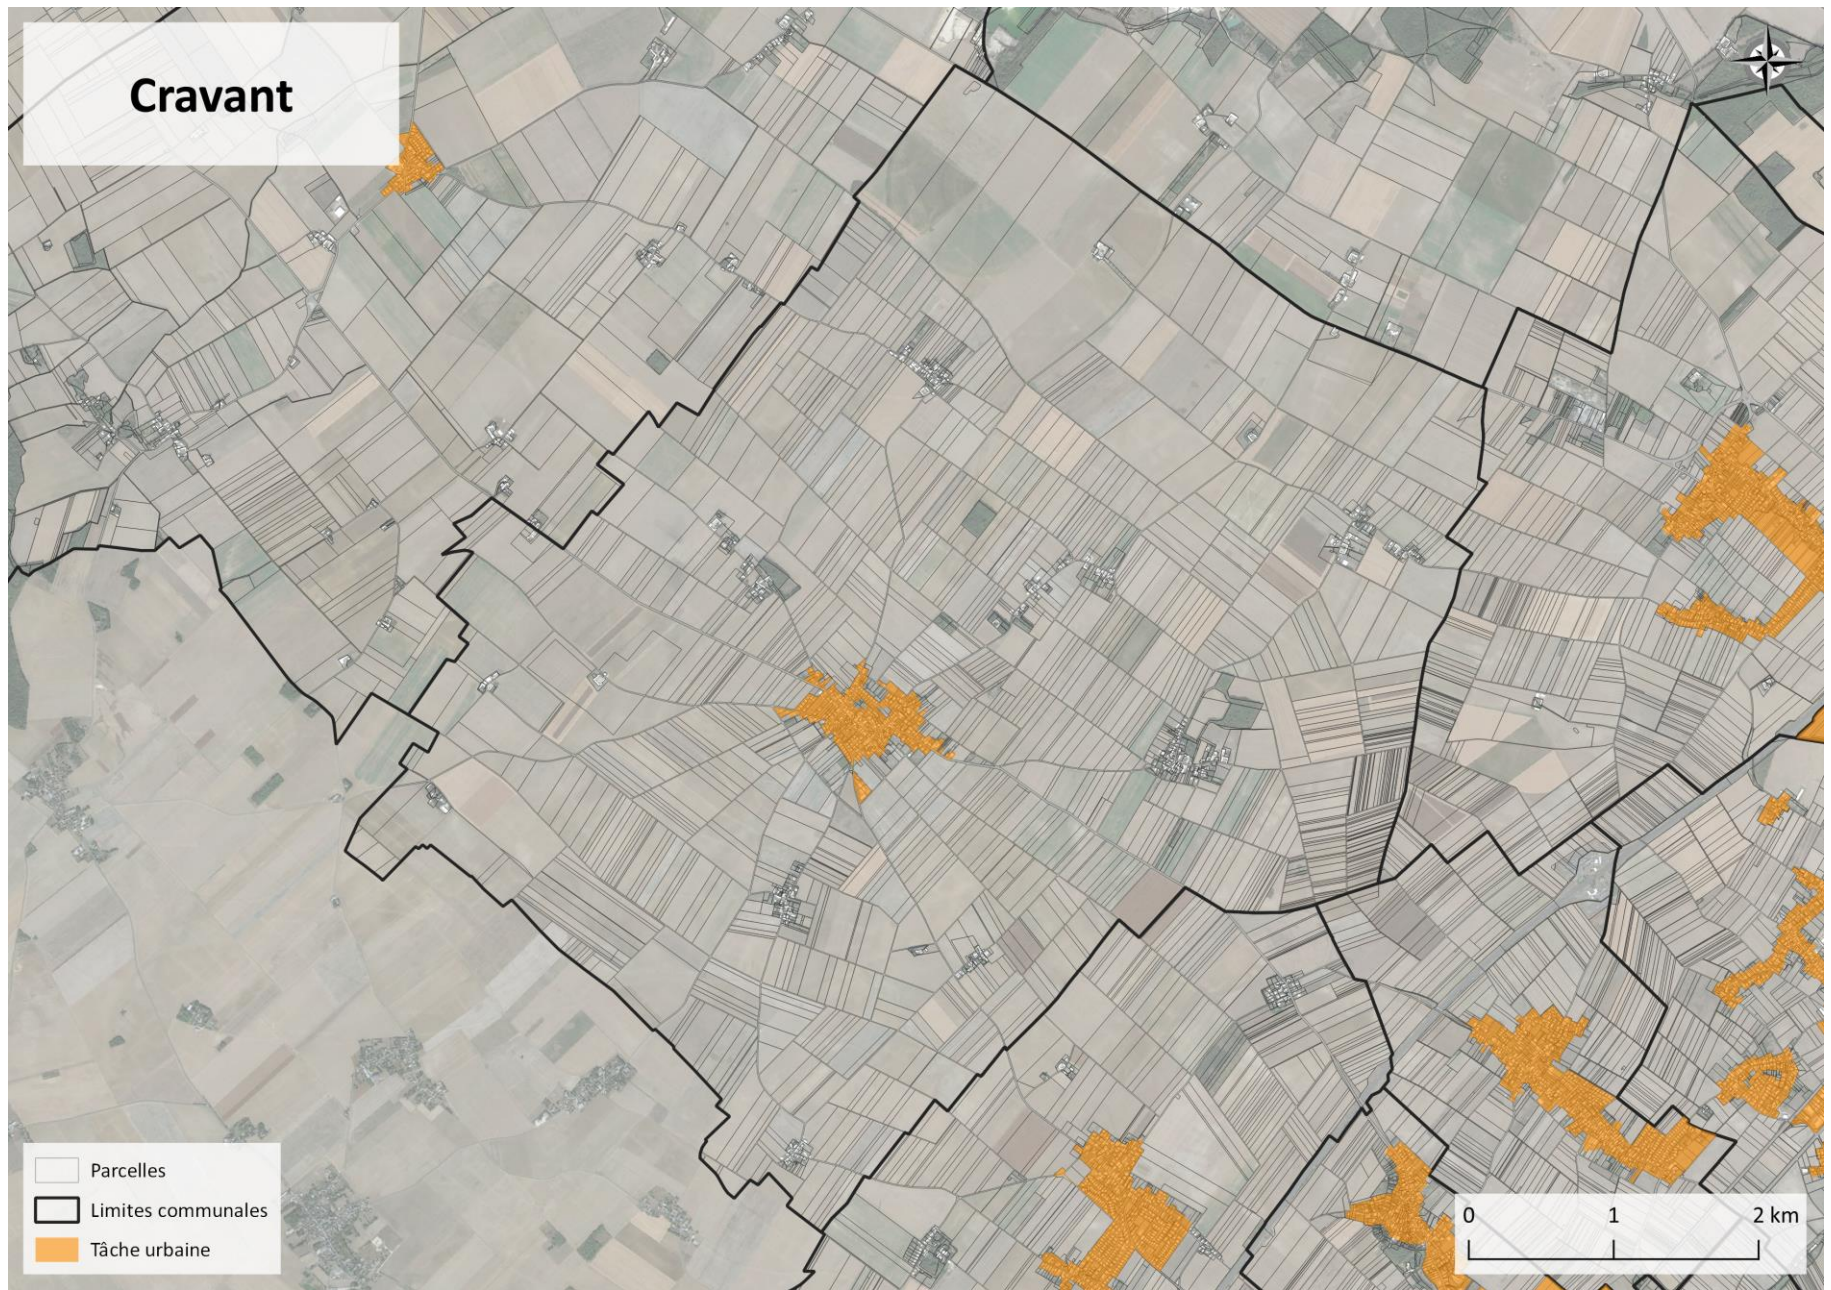 Cravant
Parcelles
Limites communales
Tâche urbaine
0 1 2 km